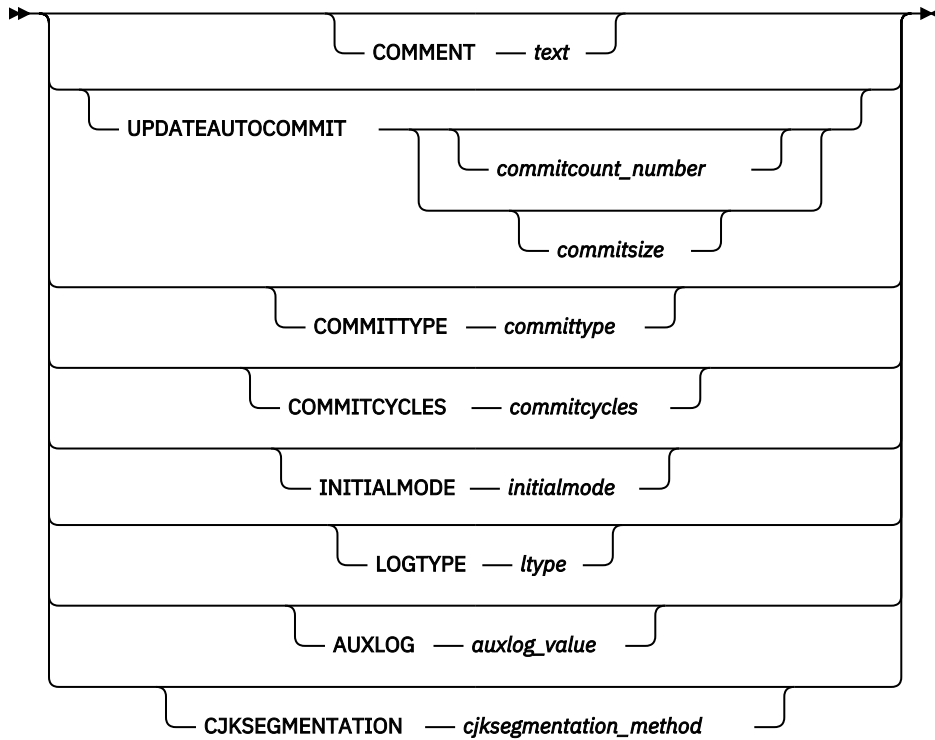 COMMENT text
UPDATEAUTOCOMMIT
commitcount_number
commitsize
COMMITTYPE committype
COMMITCYCLES commitcycles
INITIALMODE initialmode
LOGTYPE ltype
AUXLOG auxlog_value
CJKSEGMENTATION cjksegmentation_method